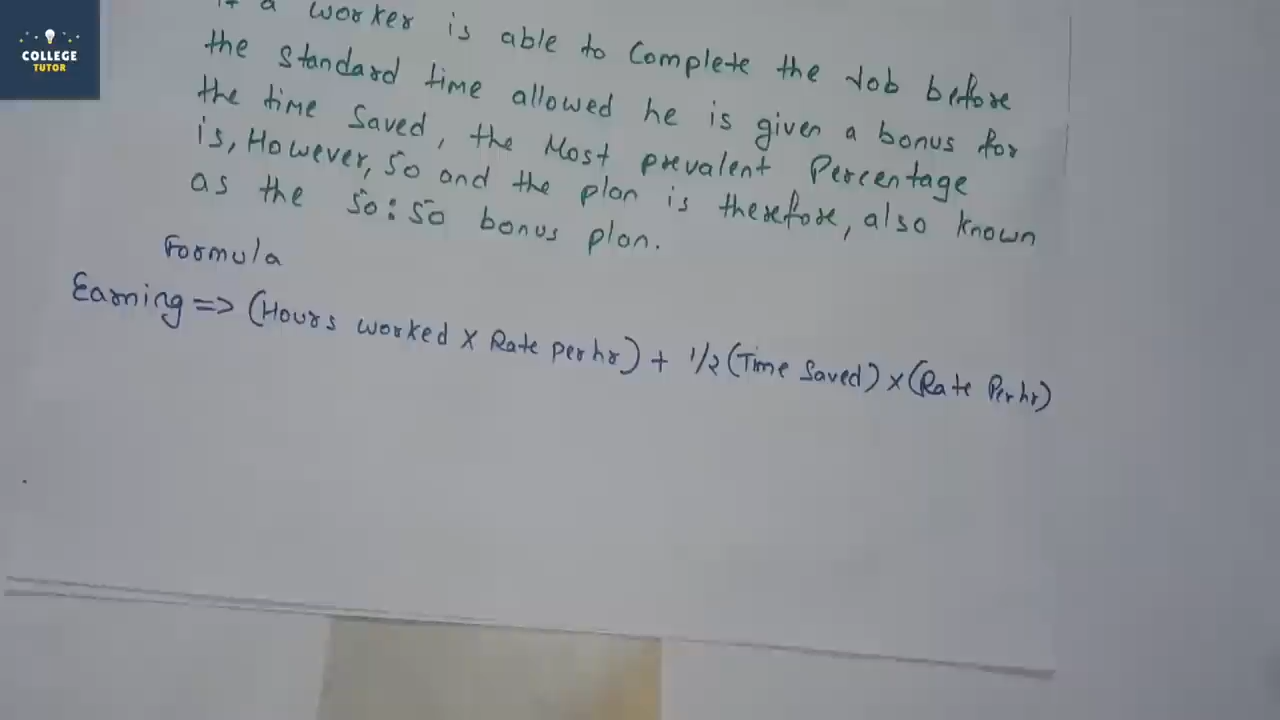 COLLEGE
TUTOR
If a worker is able to Complete the Job before
the standard time allowed he is given a bonus for
the time Saved, the Most prevalent Percentage
is, However, 50 and the plan is therefore, also known
as the 50:50 bonus plan.
Formula
Earning => (Hours worked X Rate per hr) + 1/2 (Time Saved) x (Rate Per hr)